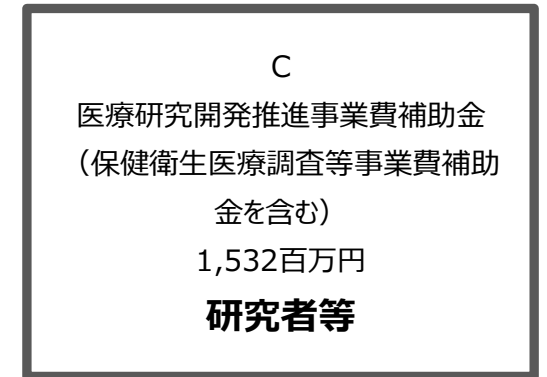 C
医療研究開発推進事業費補助金
（保健衛生医療調査等事業費補助
金を含む）
1,532百万円
研究者等